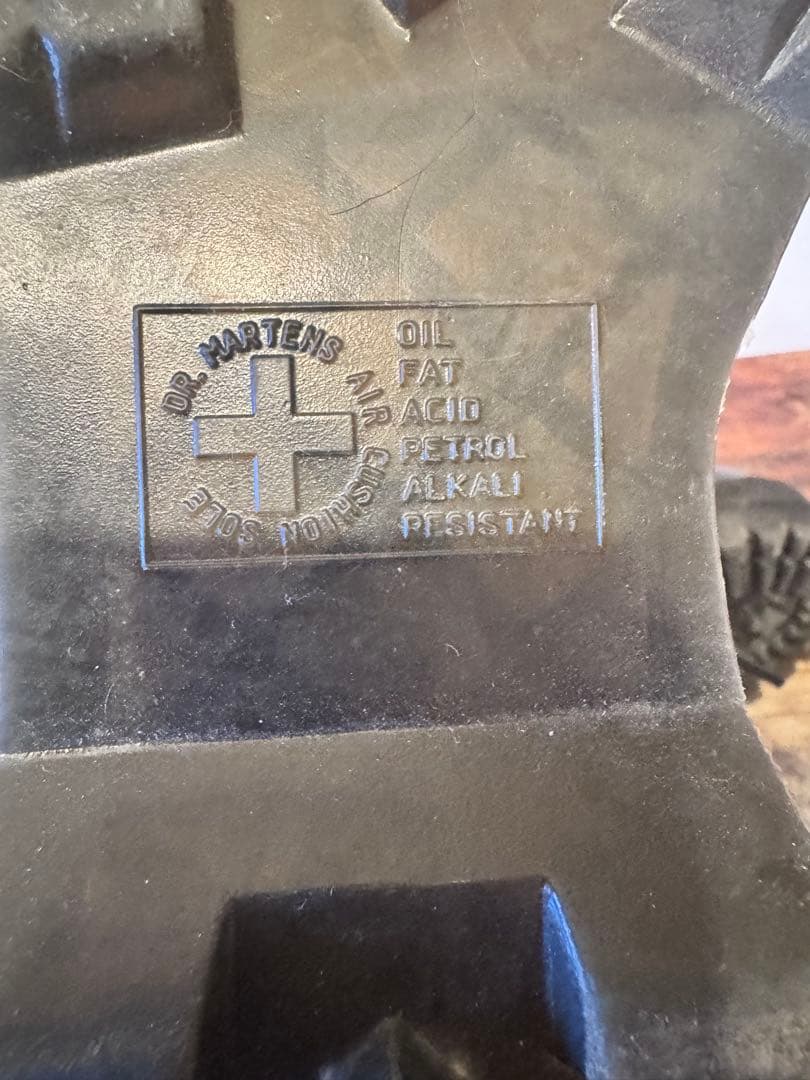 DR. MARTENS AIR CUSHION SOLE
OIL
FAT
ACID
PETROL
ALKALI
RESISTANT